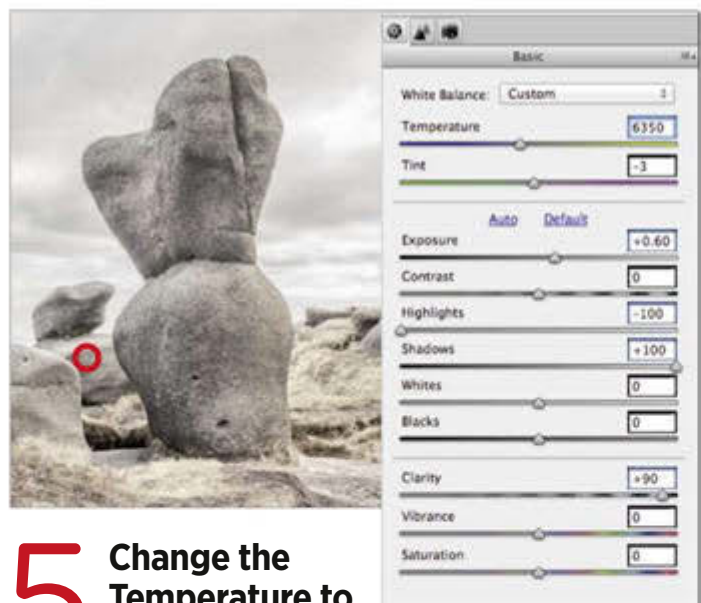 Basic
White Balance: Custom
Temperature 6350
Tint -3
Auto Default
Exposure +0.60
Contrast 0
Highlights -100
Shadows +100
Whites 0
Blacks 0
Clarity +90
Vibrance 0
Saturation 0
5 Change the
Temperature to